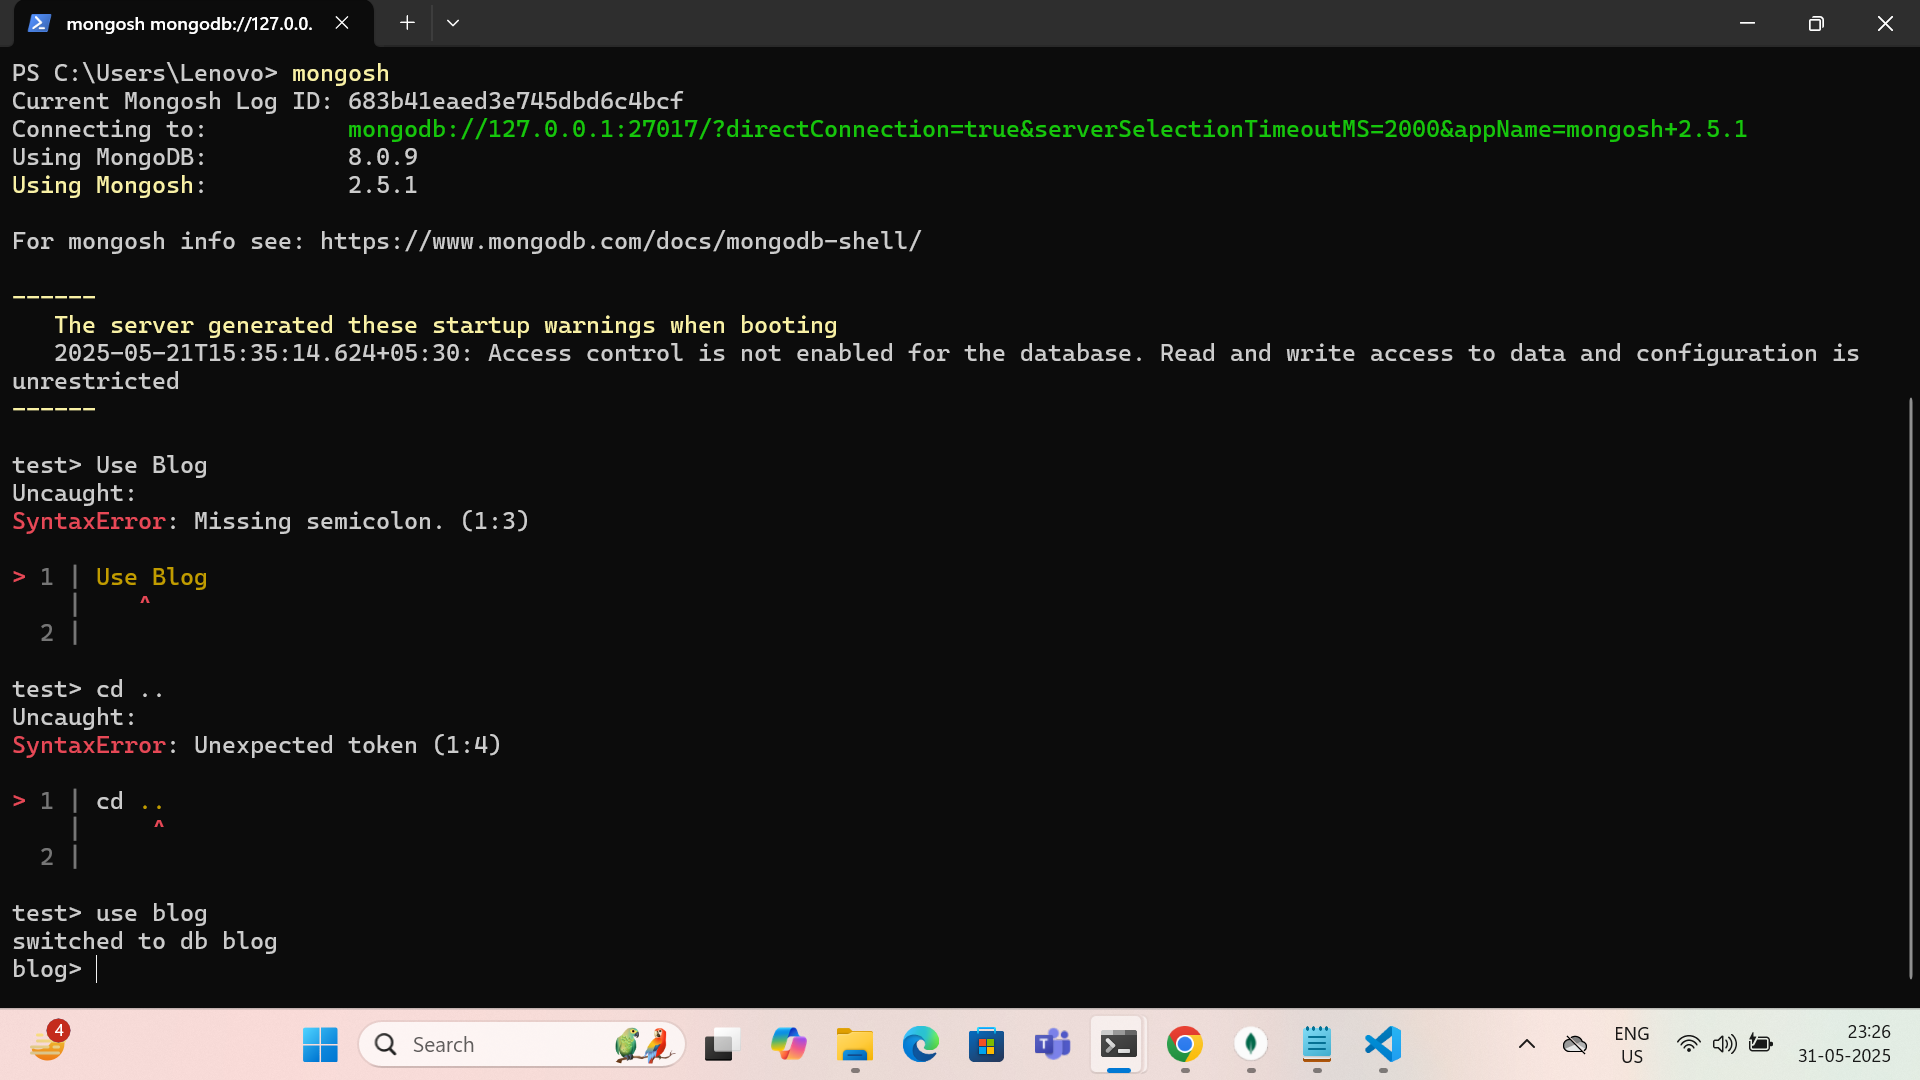 mongosh mongodb://127.0.0.
PS C:\Users\Lenovo> mongosh
Current Mongosh Log ID: 683b41eaed3e745dbd6c4bcf
Connecting to:          mongodb://127.0.0.1:27017/?directConnection=true&serverSelectionTimeoutMS=2000&appName=mongosh+2.5.1
Using MongoDB:          8.0.9
Using Mongosh:          2.5.1
For mongosh info see: https://www.mongodb.com/docs/mongodb-shell/
------
   The server generated these startup warnings when booting
   2025-05-21T15:35:14.624+05:30: Access control is not enabled for the database. Read and write access to data and configuration is
unrestricted
------
test> Use Blog
Uncaught:
SyntaxError: Missing semicolon. (1:3)
> 1 | Use Blog
    |    ^
  2 |
test> cd ..
Uncaught:
SyntaxError: Unexpected token (1:4)
> 1 | cd ..
    |     ^
  2 |
test> use blog
switched to db blog
blog>
4
Search
ENG
US
23:26
31-05-2025